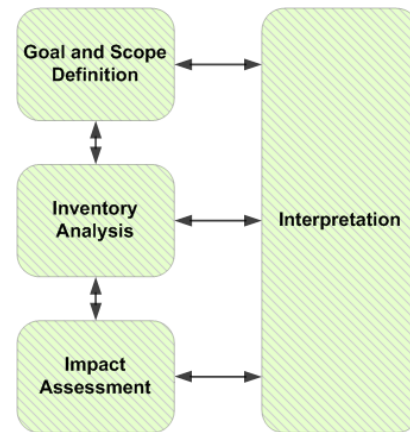 Goal and Scope
Definition
Inventory
Analysis
Interpretation
Impact
Assessment